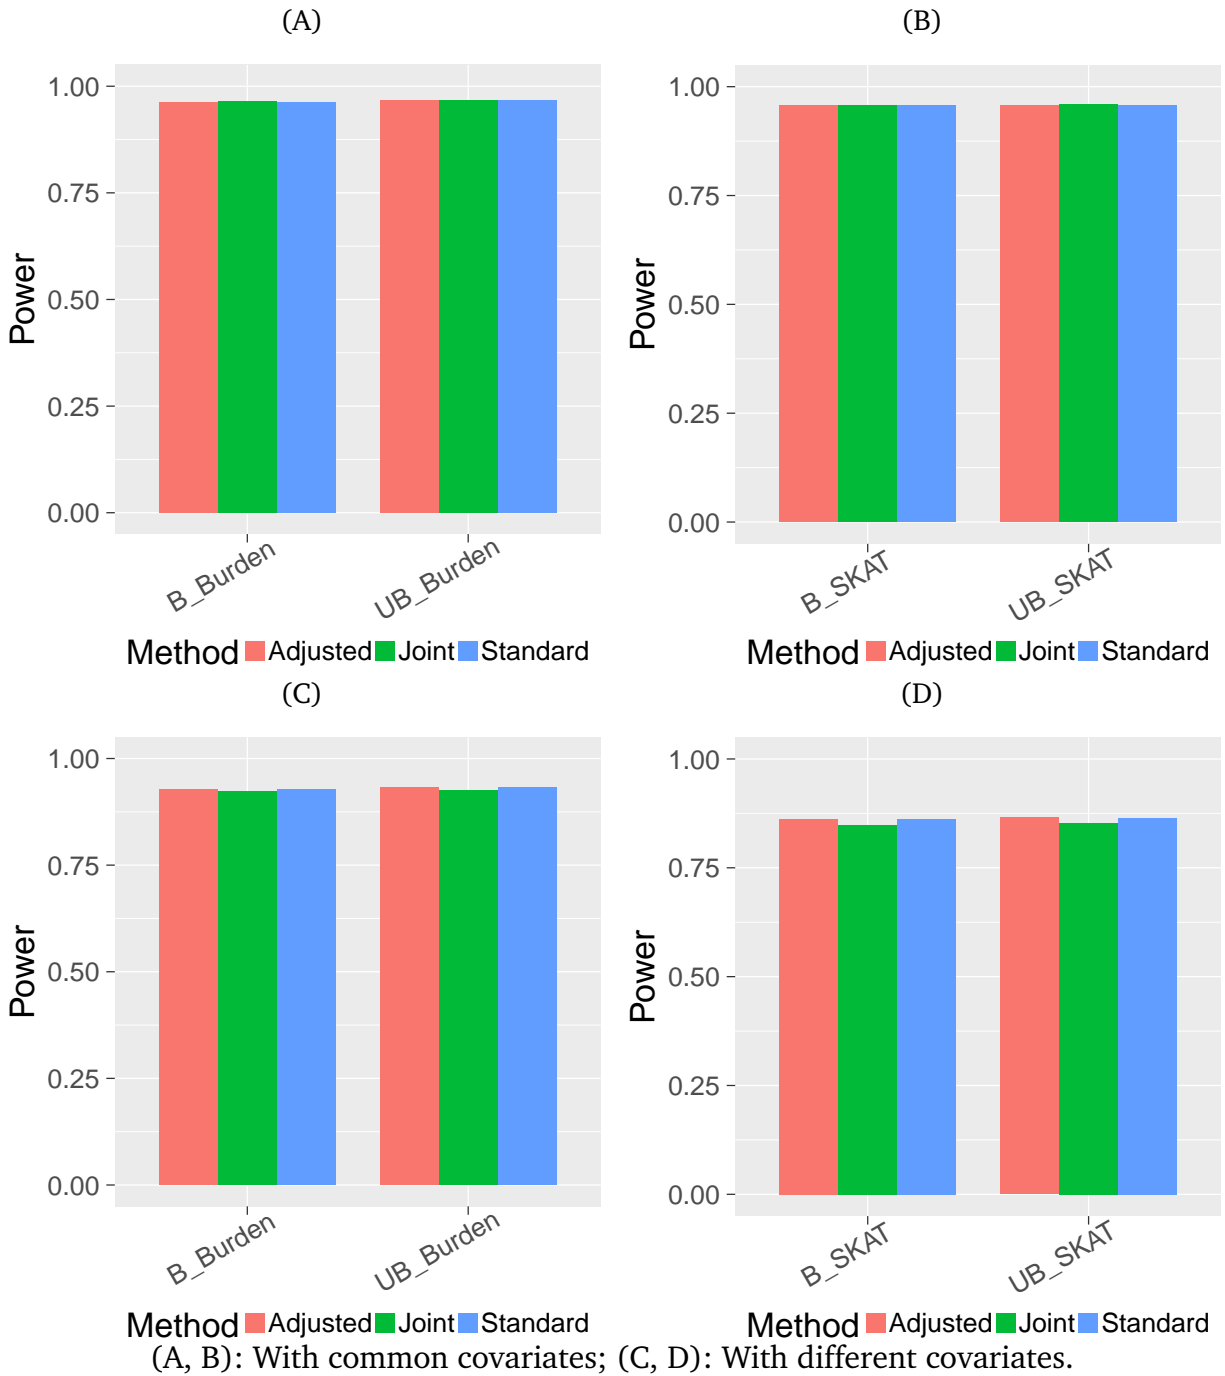 (A)
1.00
0.75
0.50
0.25
0.00
Power
B_Burden
UB_Burden
Method Adjusted Joint Standard
(B)
1.00
0.75
0.50
0.25
0.00
Power
B_SKAT
UB_SKAT
Method Adjusted Joint Standard
(C)
1.00
0.75
0.50
0.25
0.00
Power
B_Burden
UB_Burden
Method Adjusted Joint Standard
(D)
1.00
0.75
0.50
0.25
0.00
Power
B_SKAT
UB_SKAT
Method Adjusted Joint Standard
(A, B): With common covariates; (C, D): With different covariates.